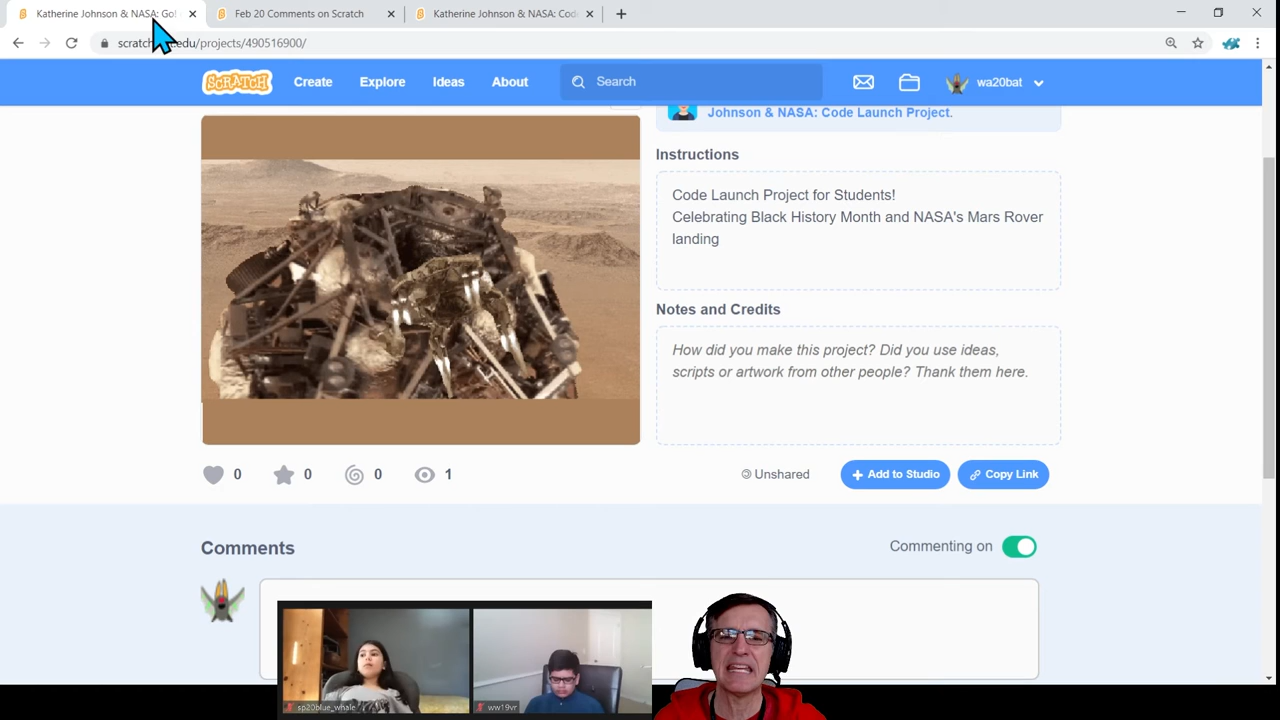 Katherine Johnson & NASA: Go!
Feb 20 Comments on Scratch
Katherine Johnson & NASA: Cod
edu/projects/490516900/
SCRATCH
Create
Explore
Ideas
About
Search
wa20bat
Johnson & NASA: Code Launch Project.
Instructions
Code Launch Project for Students!
Celebrating Black History Month and NASA's Mars Rover
landing
Notes and Credits
How did you make this project? Did you use ideas,
scripts or artwork from other people? Thank them here.
0
0
0
1
Unshared
Add to Studio
Copy Link
Comments
Commenting on
sp20blue_whale
ww19vr